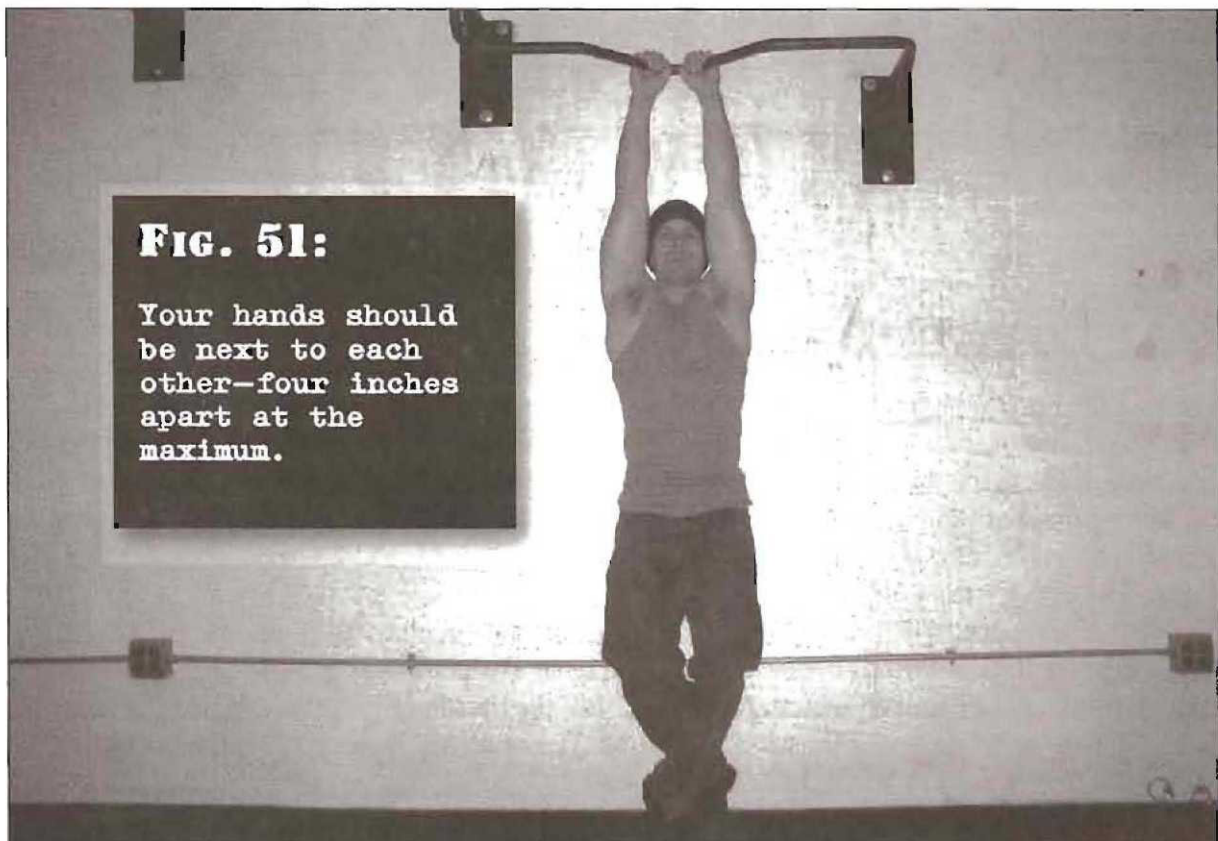 FIG. 51:
Your hands should
be next to each
other—four inches
apart at the
maximum.